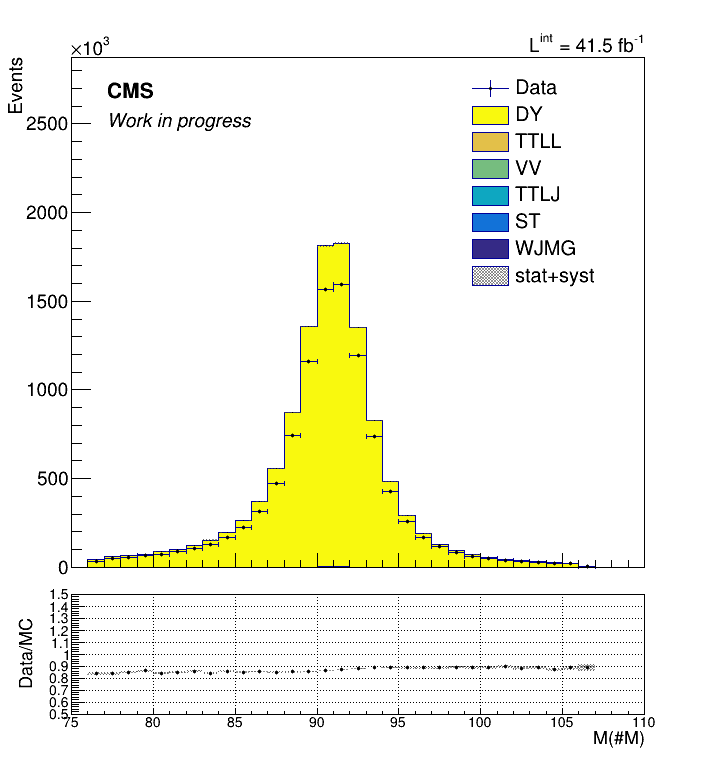 ×10³
L^int = 41.5 fb⁻¹
Events
CMS
Work in progress
Data
DY
TTLL
VV
TTLJ
ST
WJMG
stat+syst
2500
2000
1500
1000
500
0
Data/MC
1.5
1.4
1.3
1.2
1.1
1
0.9
0.8
0.7
0.6
0.5
75 80 85 90 95 100 105 110
M(#M)